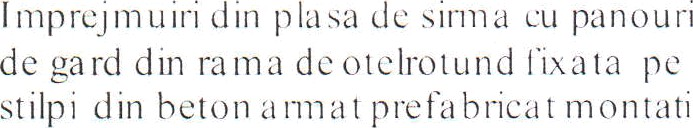 Imprejmuiri din plasa de sirma cu panouri
de gard din rama de otelrotund fixata pe
stilpi din beton armat prefabricat montati